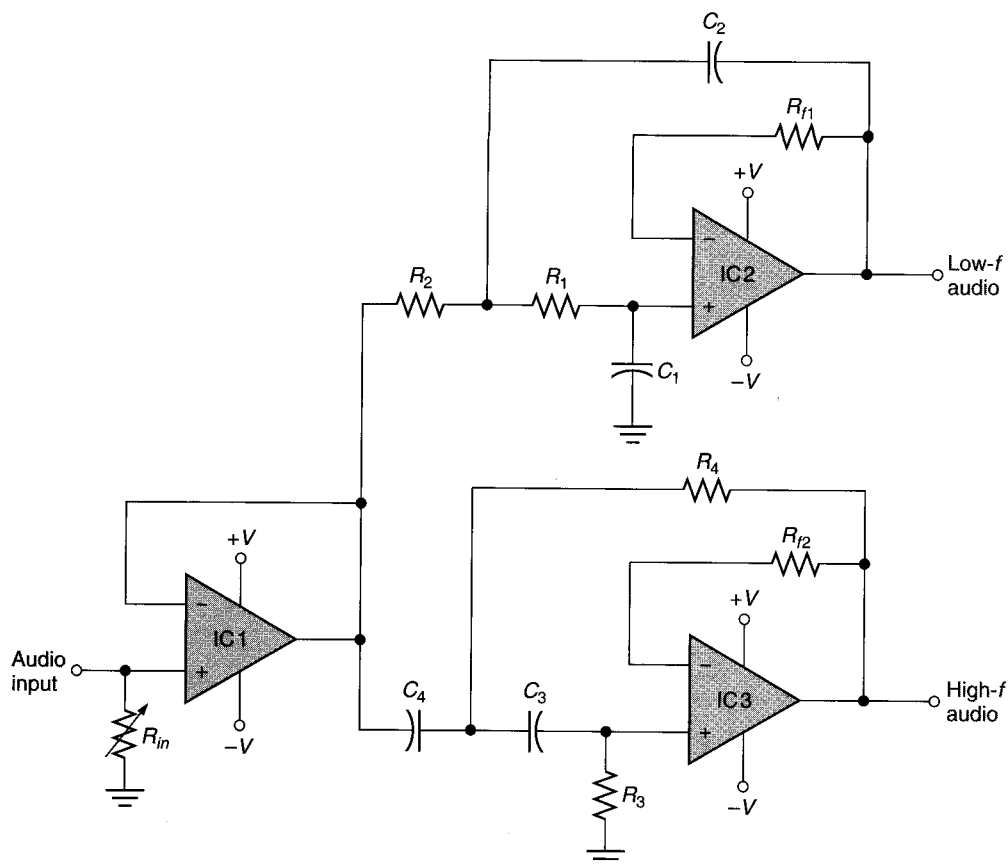 C2
Rf1
+V
−
IC2
+
−V
Low-f
audio
R2
R1
C1
R4
Rf2
+V
−
IC1
+
−V
Audio
input
Rin
+V
−
IC3
+
−V
High-f
audio
C4
C3
R3